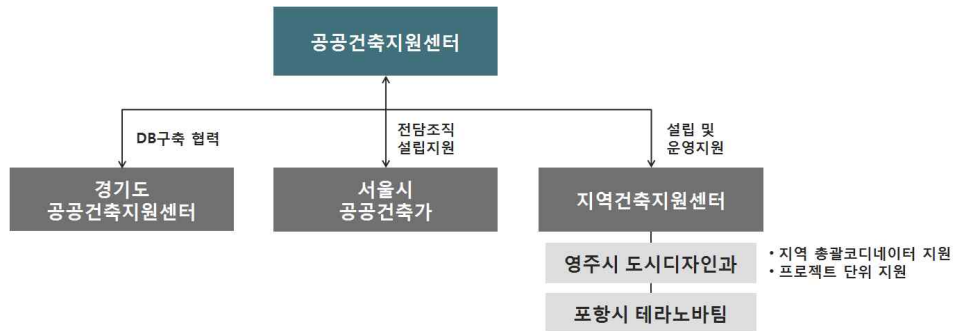 공공건축지원센터
DB구축 협력
전담조직
설립지원
설립 및
운영지원
경기도
공공건축지원센터
서울시
공공건축가
지역건축지원센터
영주시 도시디자인과
• 지역 총괄코디네이터 지원
• 프로젝트 단위 지원
포항시 테라노바팀